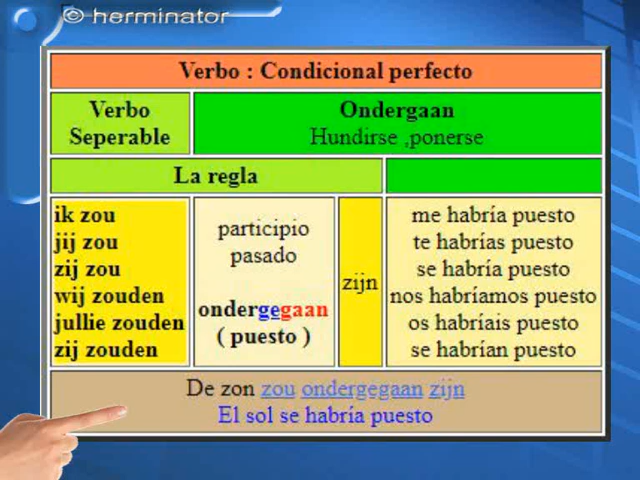 © herminator
Verbo : Condicional perfecto
Verbo
Seperable
Ondergaan
Hundirse ,ponerse
La regla
ik zou
jij zou
zij zou
wij zouden
jullie zouden
zij zouden
participio
pasado
ondergegaan
( puesto )
zijn
me habría puesto
te habrías puesto
se habría puesto
nos habríamos puesto
os habríais puesto
se habrían puesto
De zon zou ondergegaan zijn
El sol se habría puesto